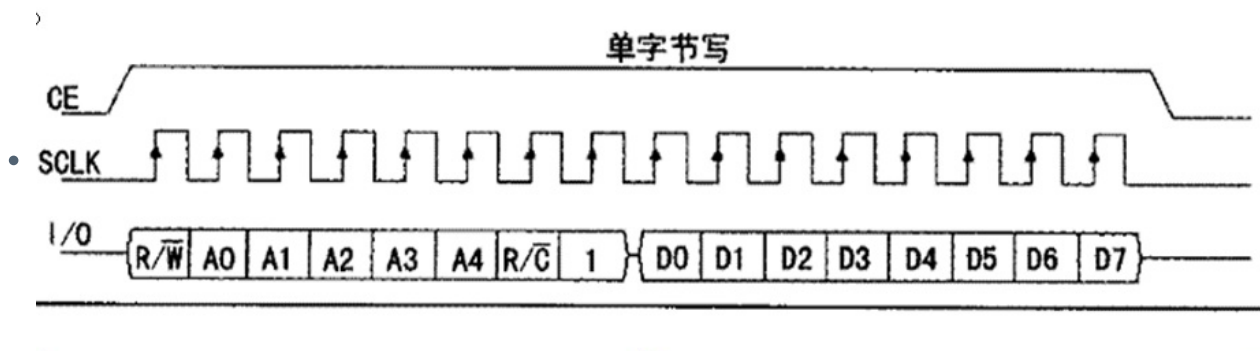 单字节写
CE
SCLK
I/O
R/W̅ A0 A1 A2 A3 A4 R/C̅ 1 D0 D1 D2 D3 D4 D5 D6 D7